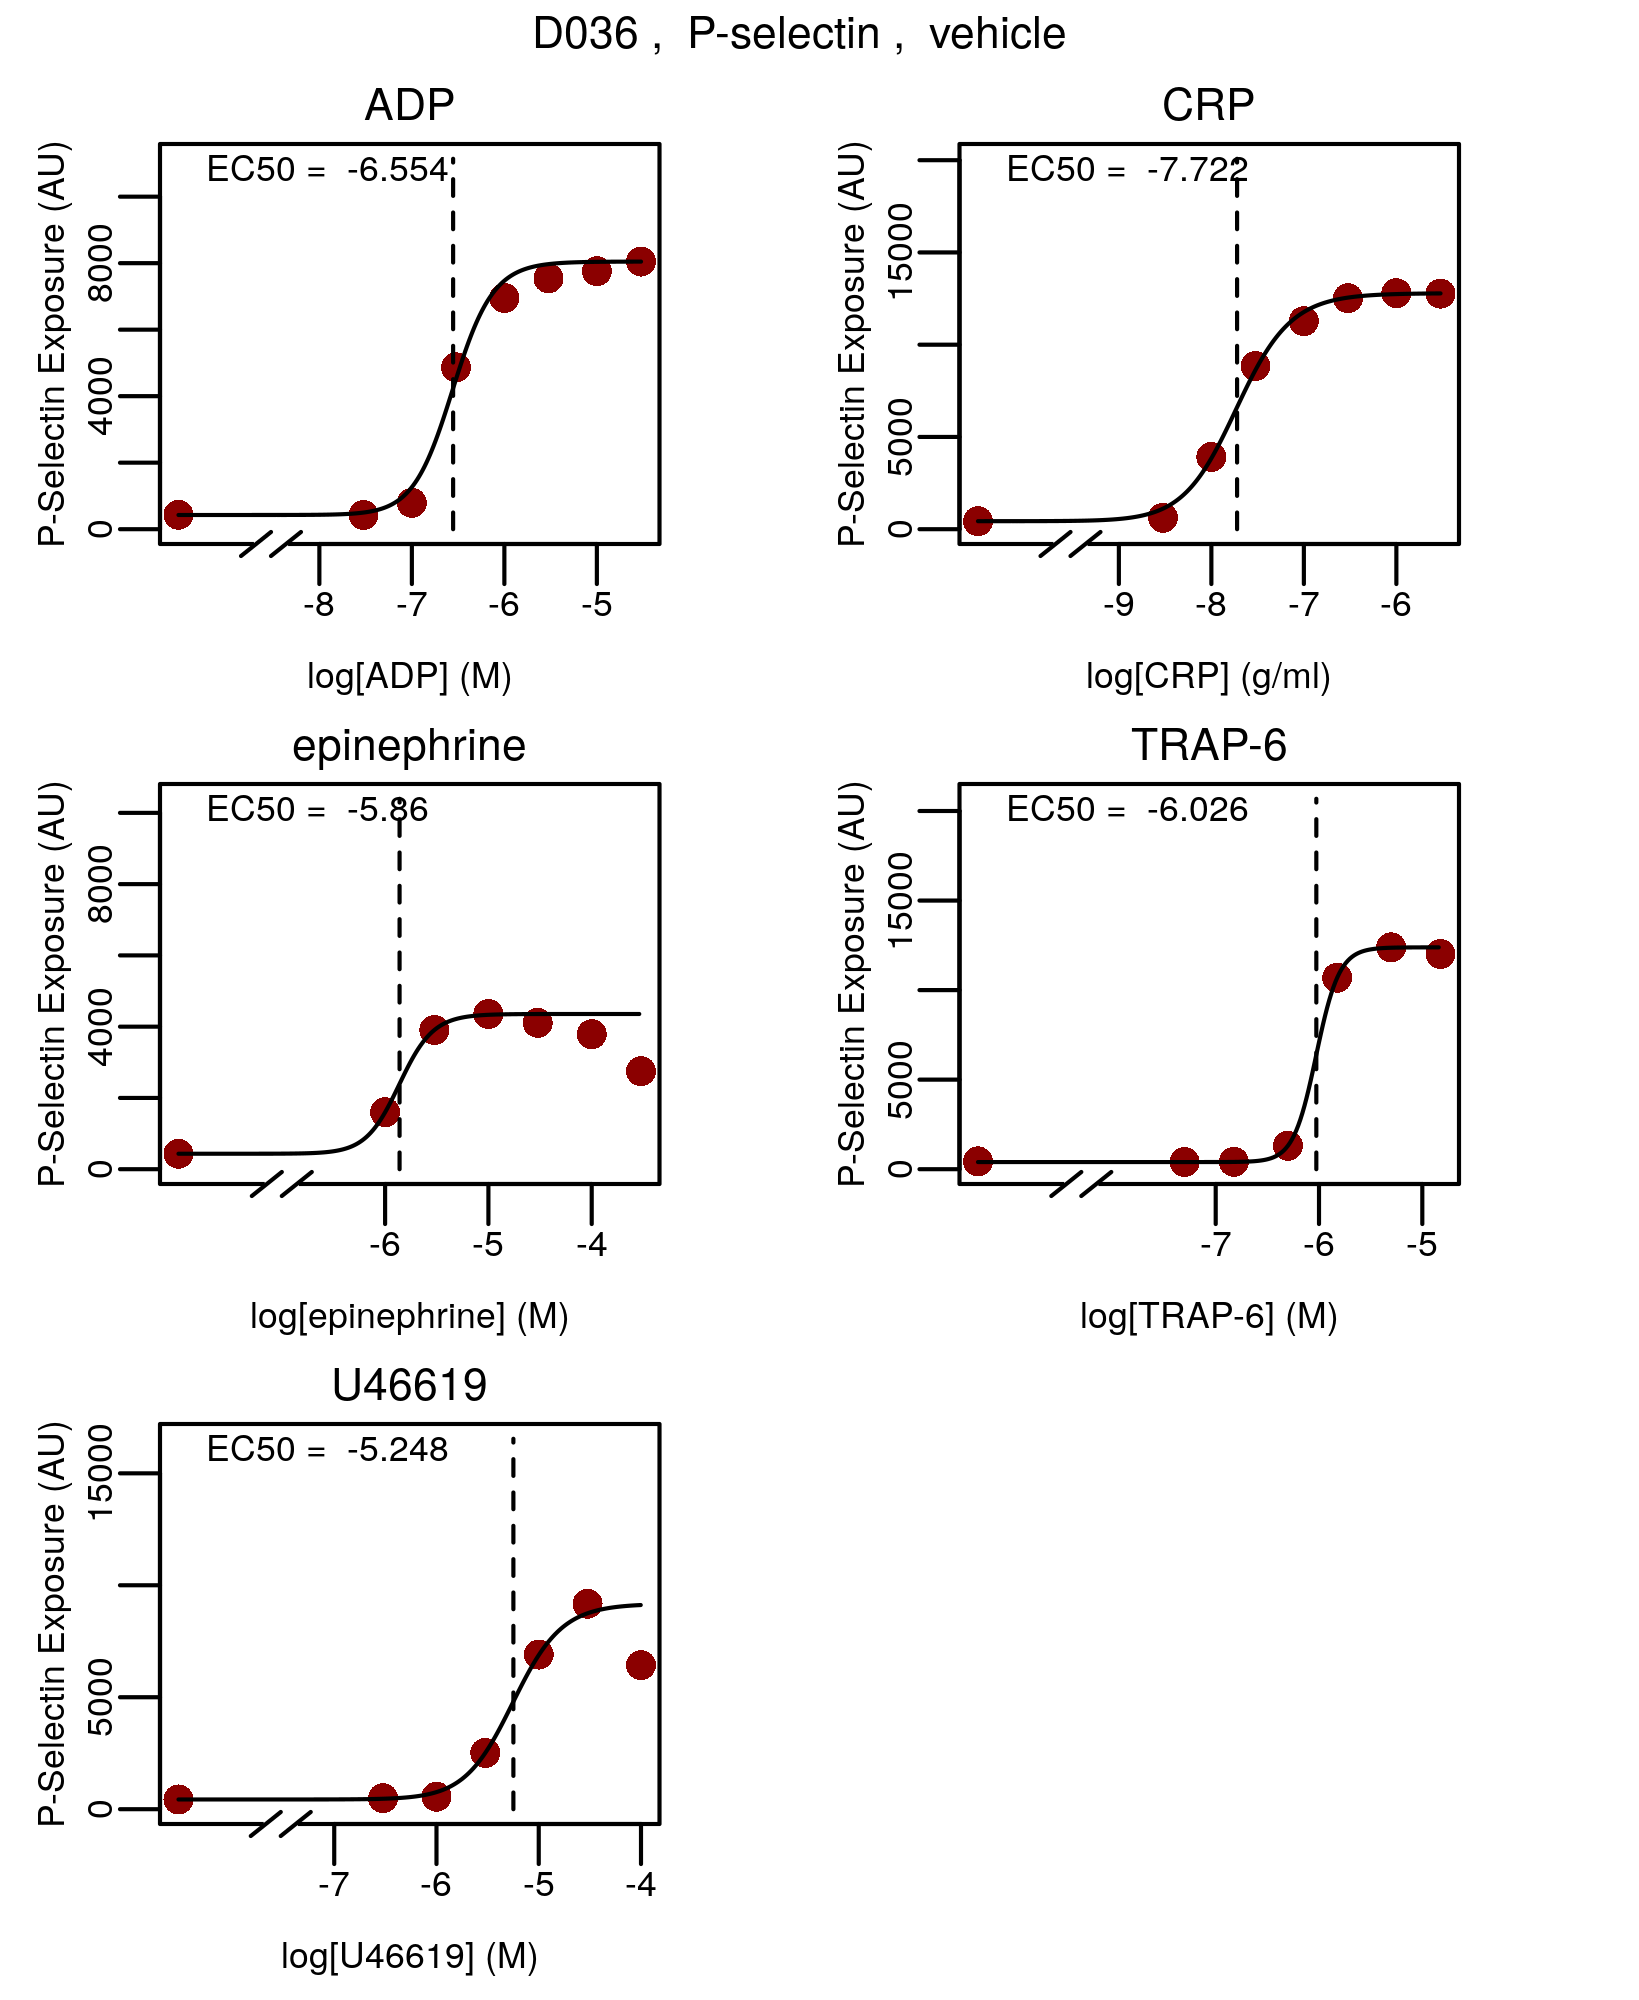 D036 , P-selectin , vehicle
ADP
EC50 = -6.554
P-Selectin Exposure (AU)
0 4000 8000
-8 -7 -6 -5
log[ADP] (M)
CRP
EC50 = -7.722
P-Selectin Exposure (AU)
0 5000 15000
-9 -8 -7 -6
log[CRP] (g/ml)
epinephrine
EC50 = -5.86
P-Selectin Exposure (AU)
0 4000 8000
-6 -5 -4
log[epinephrine] (M)
TRAP-6
EC50 = -6.026
P-Selectin Exposure (AU)
0 5000 15000
-7 -6 -5
log[TRAP-6] (M)
U46619
EC50 = -5.248
P-Selectin Exposure (AU)
0 5000 15000
-7 -6 -5 -4
log[U46619] (M)